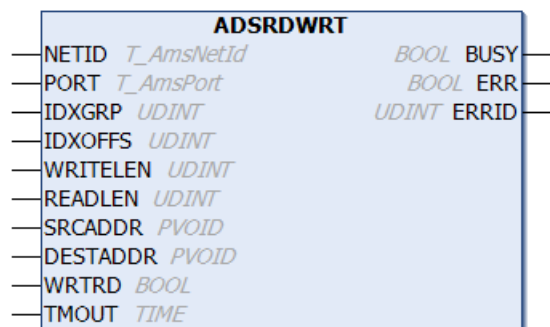 ADSRDWRT
NETID T_AmsNetId BOOL BUSY
PORT T_AmsPort BOOL ERR
IDXGRP UDINT UDINT ERRID
IDXOFFS UDINT
WRITELEN UDINT
READLEN UDINT
SRCADDR PVOID
DESTADDR PVOID
WRTRD BOOL
TMOUT TIME